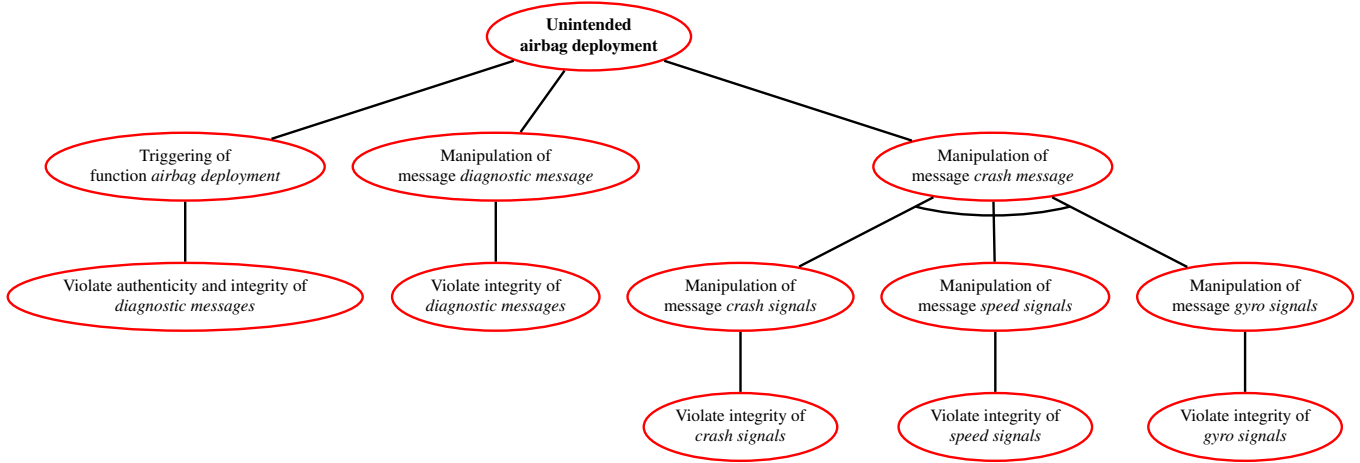 Unintended
airbag deployment
Triggering of
function airbag deployment
Manipulation of
message diagnostic message
Manipulation of
message crash message
Violate authenticity and integrity of
diagnostic messages
Violate integrity of
diagnostic messages
Manipulation of
message crash signals
Manipulation of
message speed signals
Manipulation of
message gyro signals
Violate integrity of
crash signals
Violate integrity of
speed signals
Violate integrity of
gyro signals